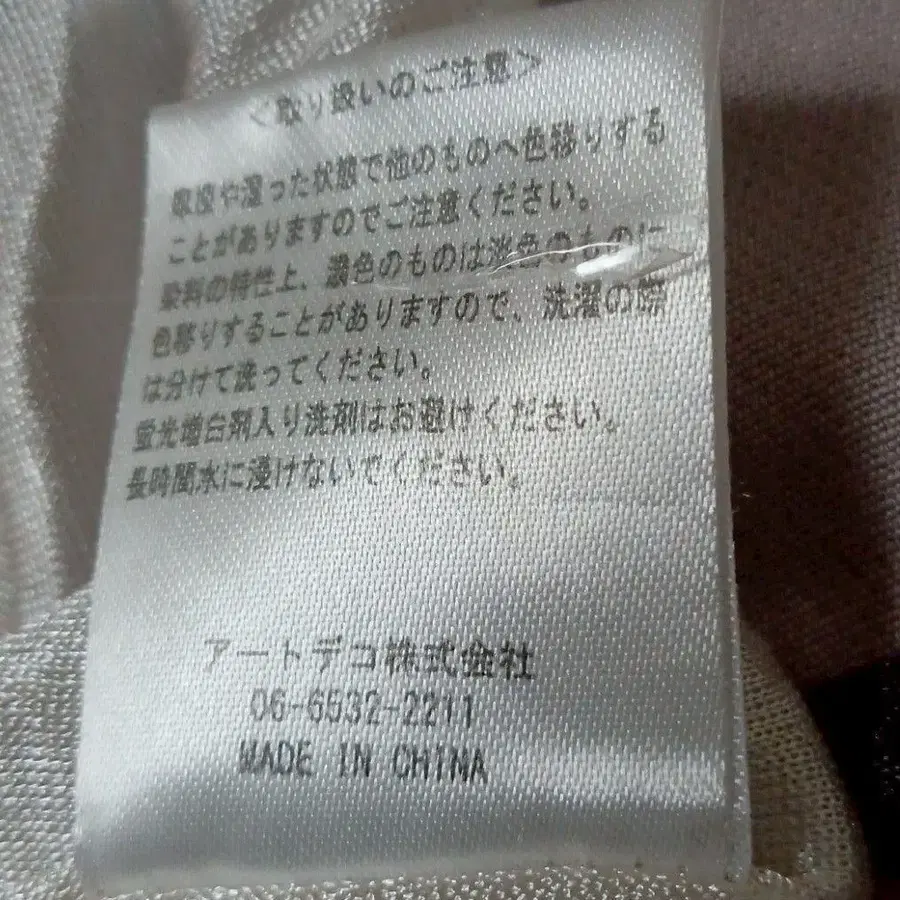 <取り扱いのご注意>
摩擦や湿った状態で他のものへ色移りする
ことがありますのでご注意ください。
染料の特性上、濃色のものは淡色のものに
色移りすることがありますので、洗濯の際
は分けて洗ってください。
蛍光増白剤入り洗剤はお避けください。
長時間水に浸けないでください。
アートデコ株式会社
06-6532-2211
MADE IN CHINA